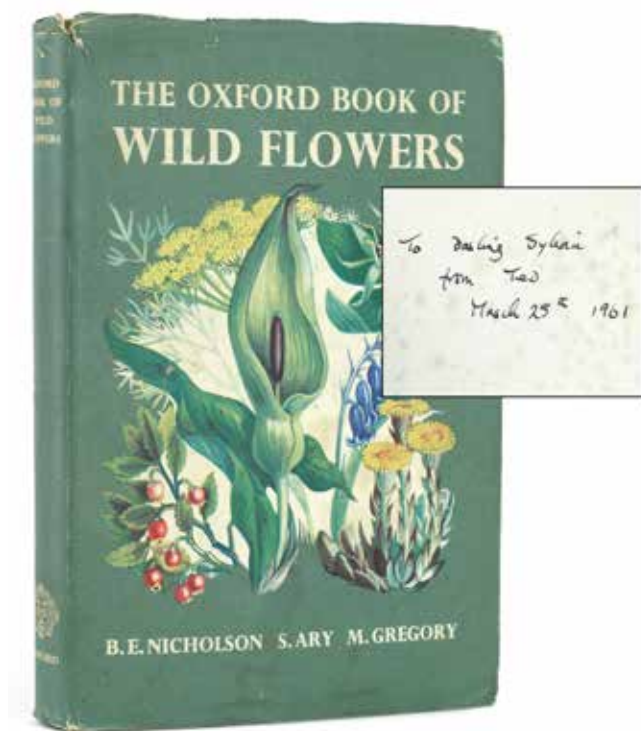 THE OXFORD BOOK OF
WILD FLOWERS
To Darling Sylvia
from Ted
March 25th 1961
B. E. NICHOLSON S. ARY M. GREGORY